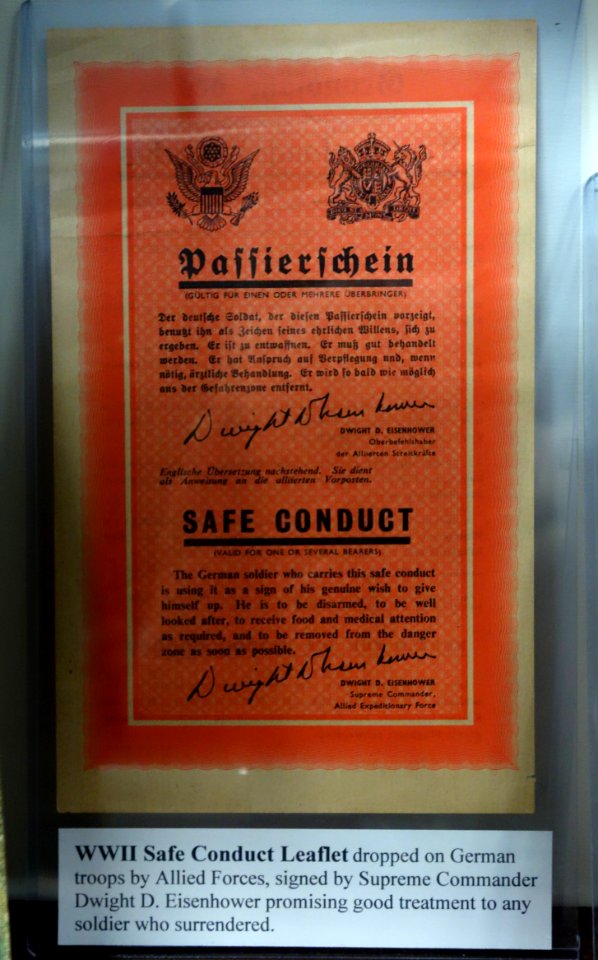 Passierschein
(GÜLTIG FÜR EINEN ODER MEHRERE ÜBERBRINGER)
Der deutsche Soldat, der diesen Passierschein vorzeigt,
benutzt ihn als Zeichen seines ehrlichen Willens, sich zu
ergeben. Er ist zu entwaffnen. Er muß gut behandelt
werden. Er hat Anspruch auf Verpflegung und, wenn
nötig, ärztliche Behandlung. Er wird so bald wie möglich
aus der Gefahrenzone entfernt.
Dwight D Eisenhower
DWIGHT D. EISENHOWER
Oberbefehlshaber
der Alliierten Streitkräfte
Englische Übersetzung nachstehend. Sie dient
als Anweisung an die alliierten Vorposten.
SAFE CONDUCT
(VALID FOR ONE OR SEVERAL BEARERS)
The German soldier who carries this safe conduct
is using it as a sign of his genuine wish to give
himself up. He is to be disarmed, to be well
looked after, to receive food and medical attention
as required, and to be removed from the danger
zone as soon as possible.
Dwight D Eisenhower
DWIGHT D. EISENHOWER
Supreme Commander,
Allied Expeditionary Force
WWII Safe Conduct Leaflet dropped on German
troops by Allied Forces, signed by Supreme Commander
Dwight D. Eisenhower promising good treatment to any
soldier who surrendered.